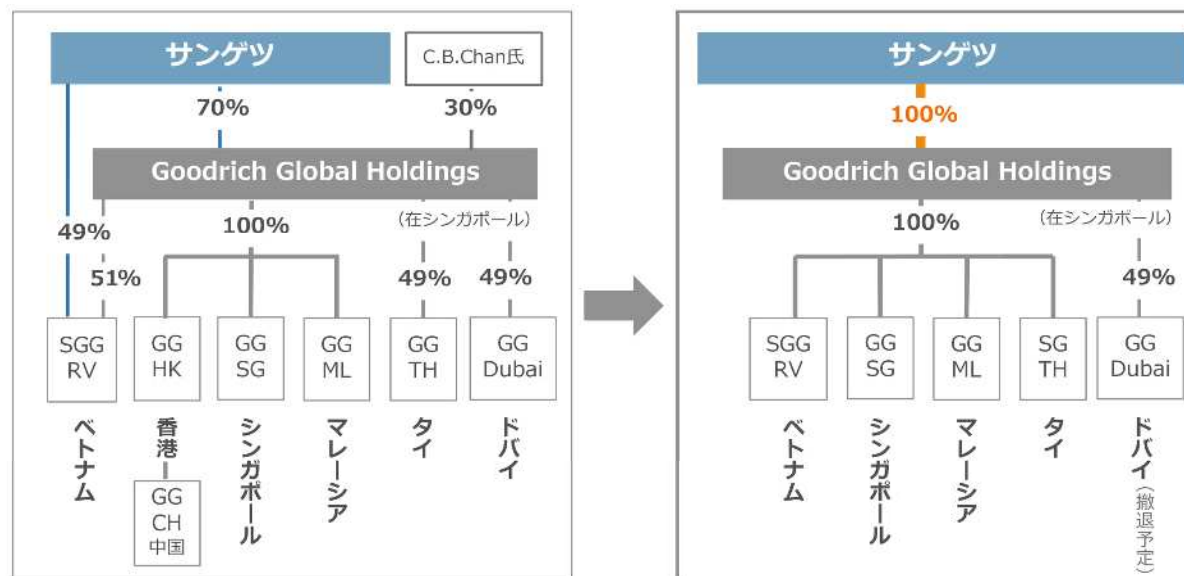 サンゲツ
C.B.Chan氏
70%
30%
Goodrich Global Holdings
(在シンガポール)
49%
51%
100%
49%
49%
SGG
RV
GG
HK
GG
SG
GG
ML
GG
TH
GG
Dubai
ベトナム
香港
シンガポール
マレーシア
タイ
ドバイ
GG
CH
中国
サンゲツ
100%
Goodrich Global Holdings
(在シンガポール)
100%
49%
SGG
RV
GG
SG
GG
ML
SG
TH
GG
Dubai
ベトナム
シンガポール
マレーシア
タイ
ドバイ(撤退予定)